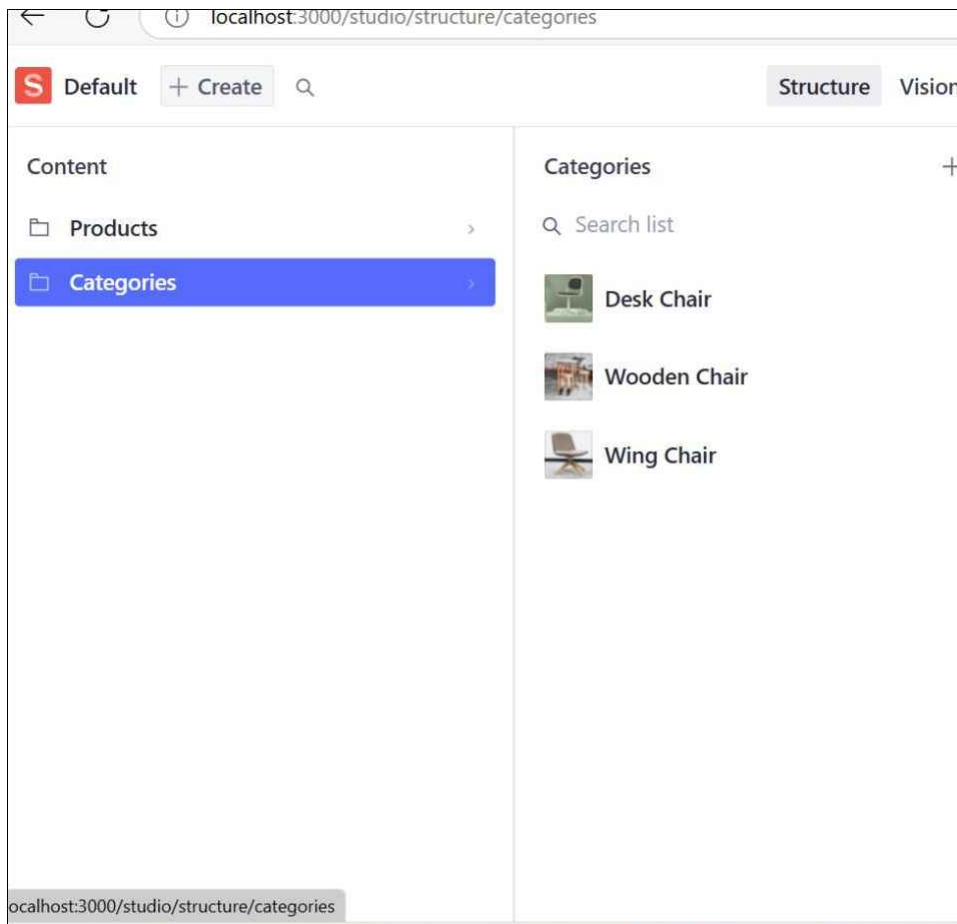 localhost:3000/studio/structure/categories
S Default + Create Structure Vision
Content
Products
Categories
Categories +
Search list
Desk Chair
Wooden Chair
Wing Chair
ocalhost:3000/studio/structure/categories